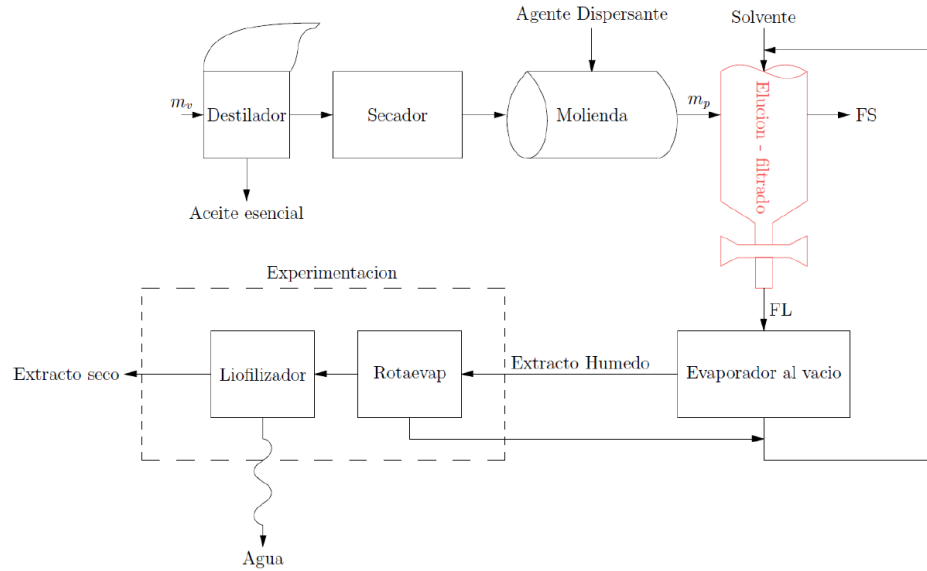 Agente Dispersante
Solvente
m_v
Destilador
Secador
Molienda
m_p
Elucion - filtrado
FS
Aceite esencial
Experimentacion
FL
Extracto seco
Liofilizador
Rotaevap
Extracto Humedo
Evaporador al vacio
Agua